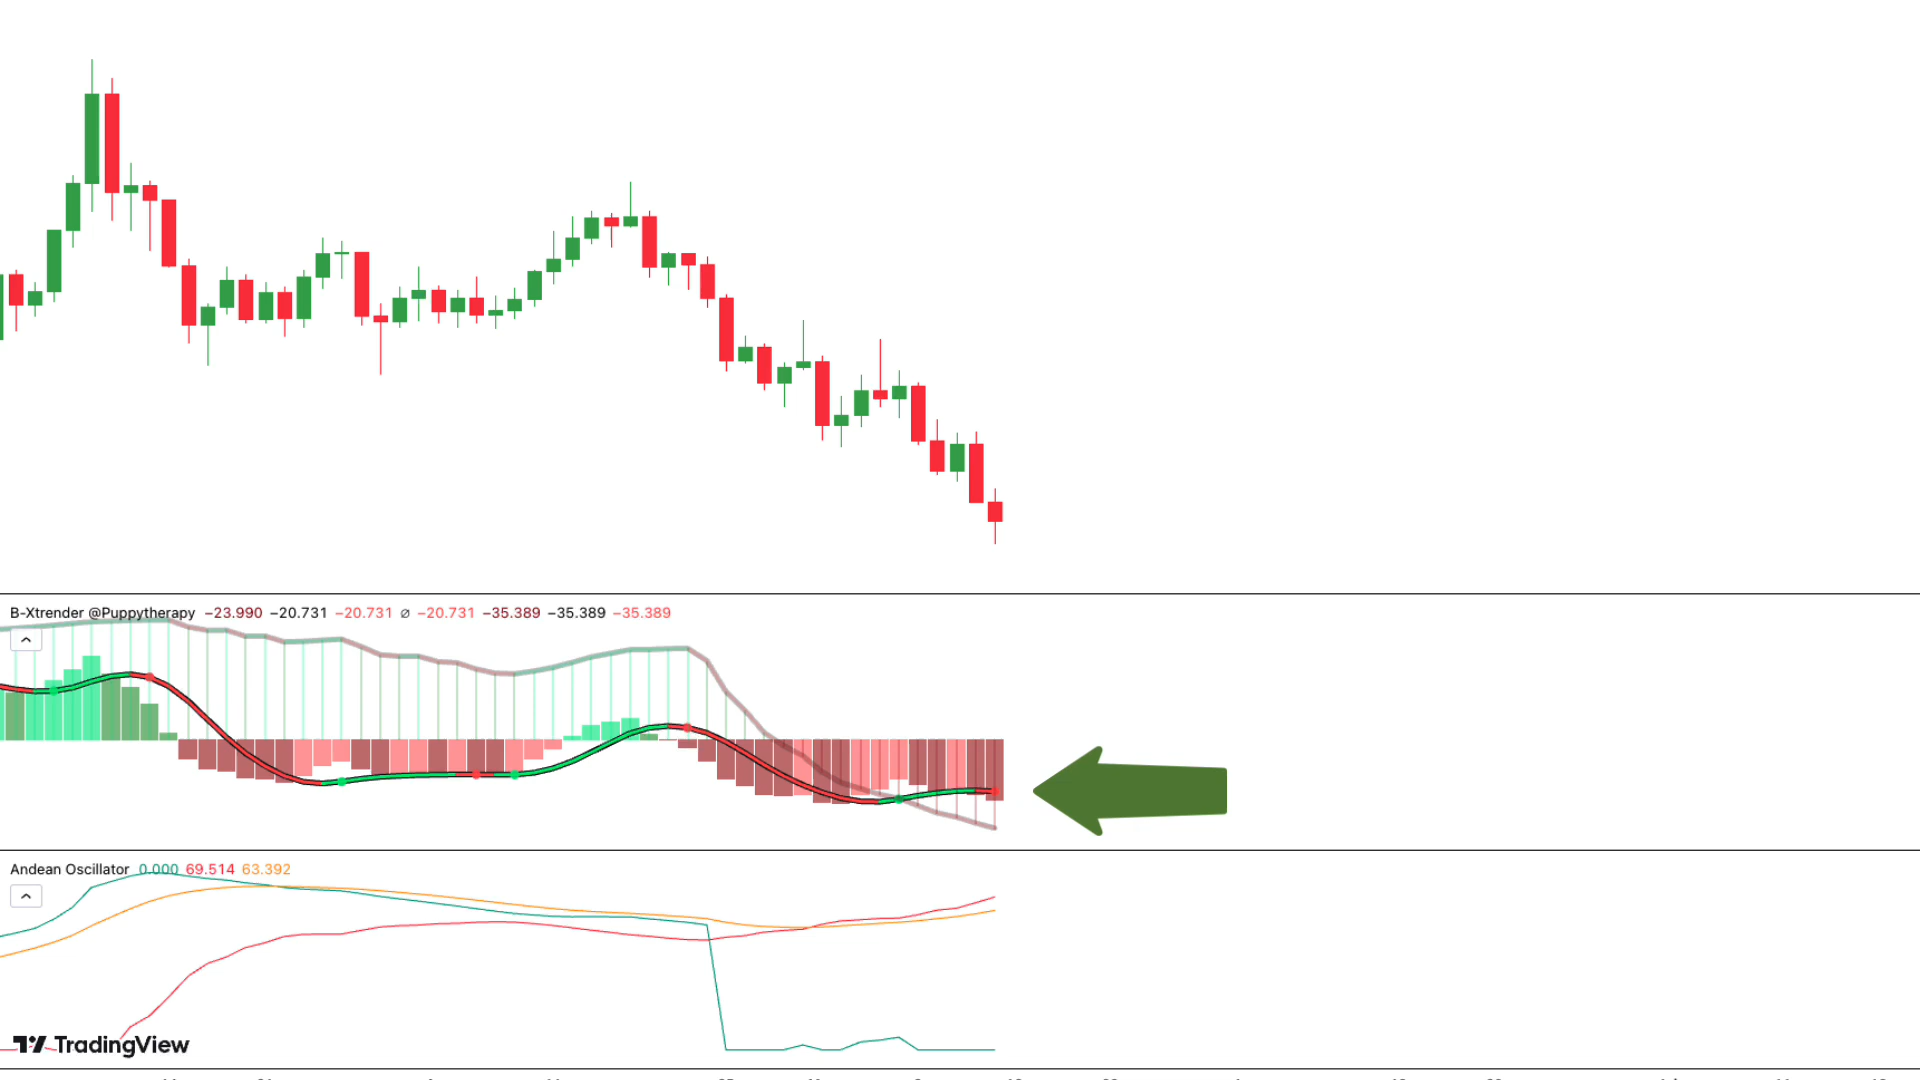 B-Xtrender @Puppytherapy −23.990 −20.731 −20.731 ∅ −20.731 −35.389 −35.389 −35.389
Andean Oscillator 0.000 69.514 63.392
TradingView